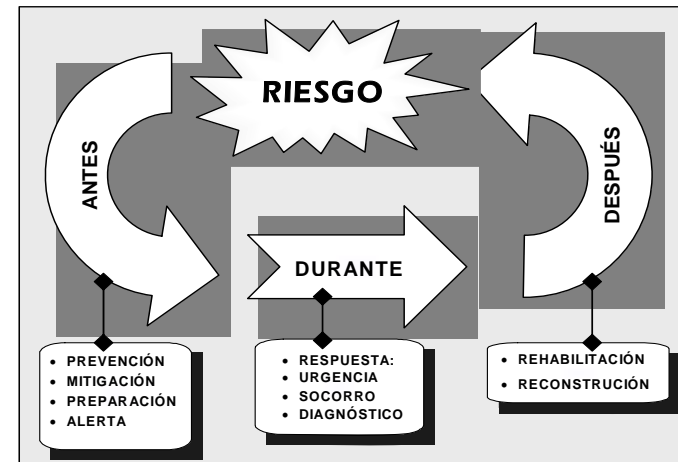 RIESGO
ANTES
DURANTE
DESPUÉS
• PREVENCIÓN
• MITIGACIÓN
• PREPARACIÓN
• ALERTA
• RESPUESTA:
• URGENCIA
• SOCORRO
• DIAGNÓSTICO
• REHABILITACIÓN
• RECONSTRUCIÓN